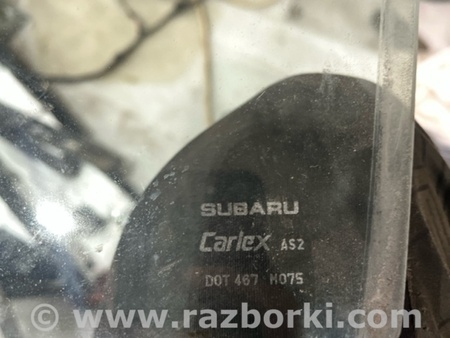 SUBARU
Carlex AS2
DOT 467 M075
www.razborki.com